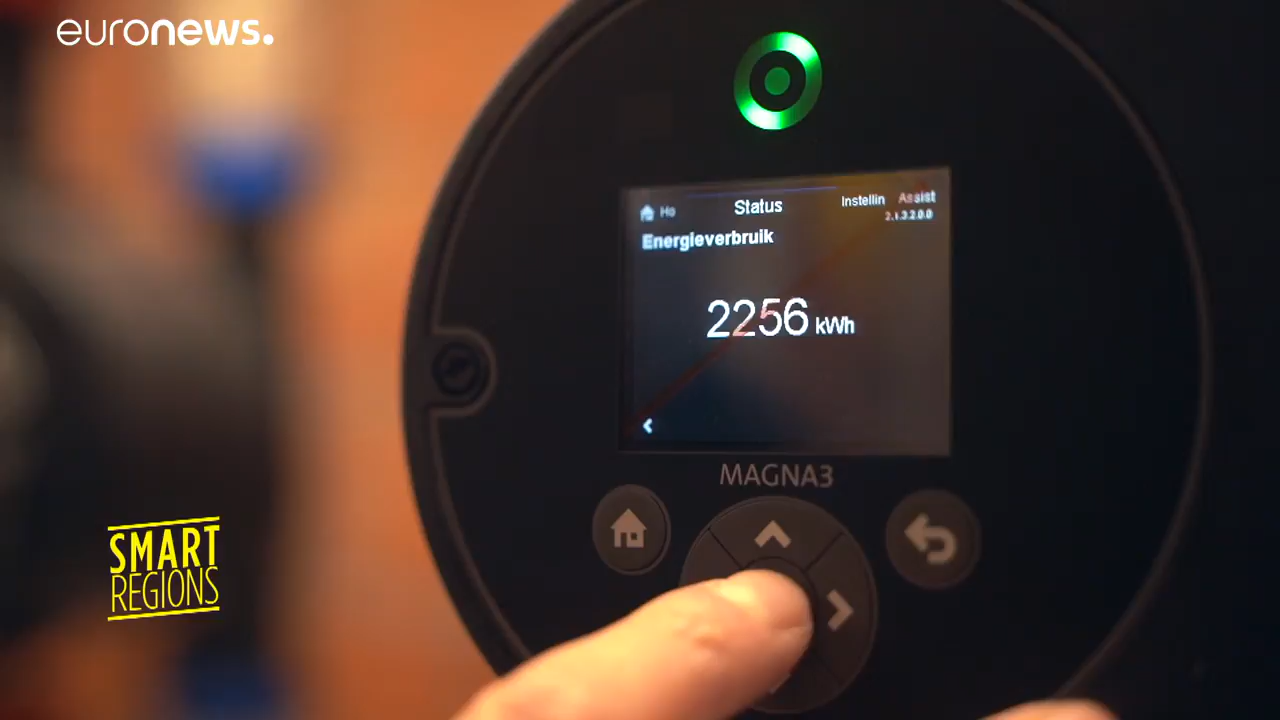 euronews.
Ho Status Instellin Assist
2.1.3.2.0.0
Energieverbruik
2256 kWh
MAGNA3
SMART
REGIONS